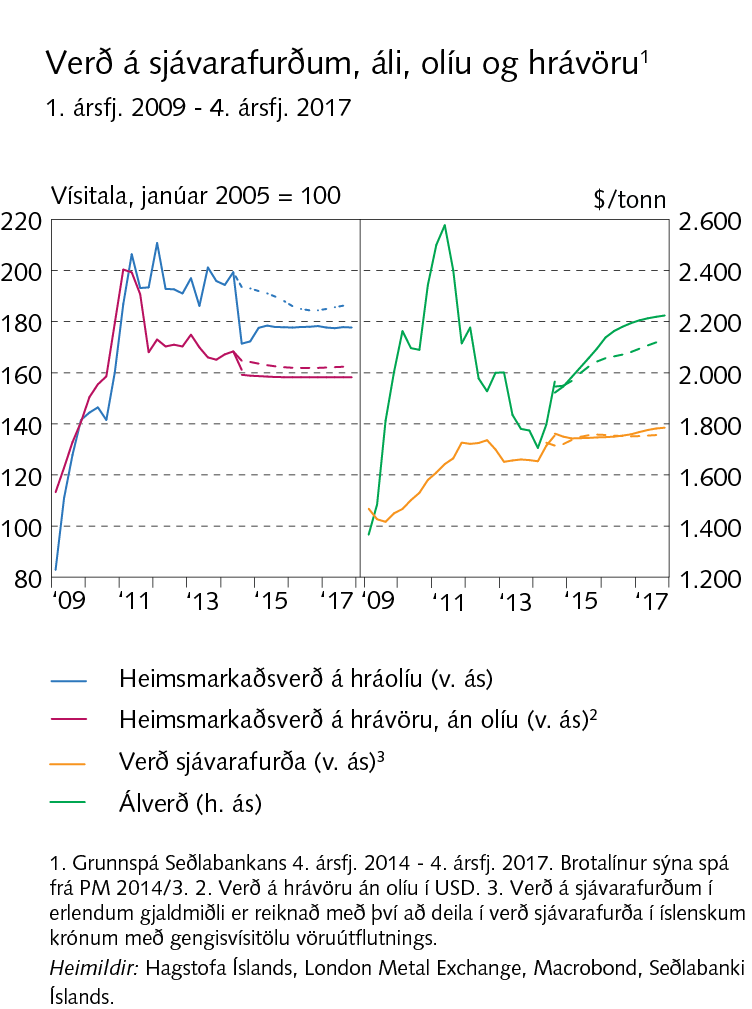 Verð á sjávarafurðum, áli, olíu og hrávöru¹
1. ársfj. 2009 - 4. ársfj. 2017
Vísitala, janúar 2005 = 100
$/tonn
220
200
180
160
140
120
100
80
2.600
2.400
2.200
2.000
1.800
1.600
1.400
1.200
‘09 ‘11 ‘13 ‘15 ‘17
‘09 ‘11 ‘13 ‘15 ‘17
Heimsmarkaðsverð á hráolíu (v. ás)
Heimsmarkaðsverð á hrávöru, án olíu (v. ás)²
Verð sjávarafurða (v. ás)³
Álverð (h. ás)
1. Grunnspá Seðlabankans 4. ársfj. 2014 - 4. ársfj. 2017. Brotalínur sýna spá
frá PM 2014/3. 2. Verð á hrávöru án olíu í USD. 3. Verð á sjávarafurðum í
erlendum gjaldmiðli er reiknað með því að deila í verð sjávarafurða í íslenskum
krónum með gengisvísitölu vöruútflutnings.
Heimildir: Hagstofa Íslands, London Metal Exchange, Macrobond, Seðlabanki
Íslands.